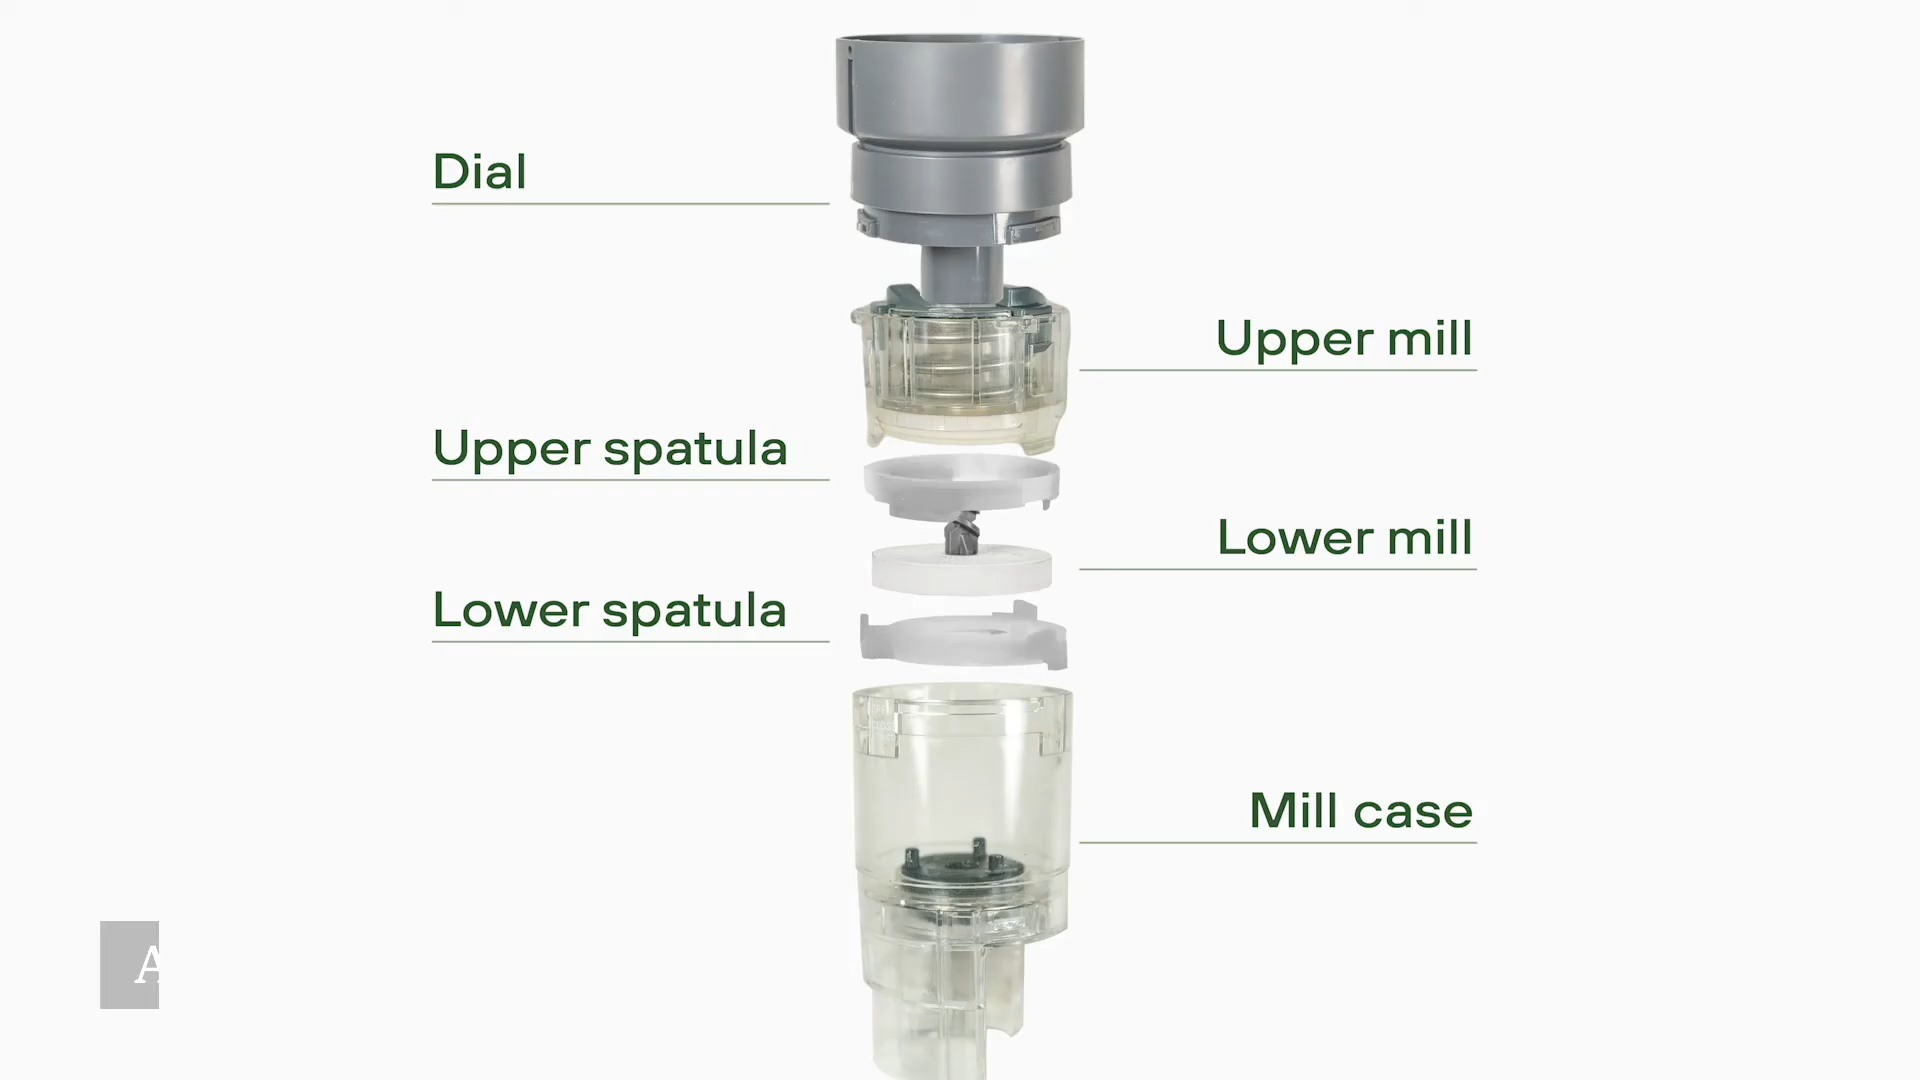 Dial
Upper mill
Upper spatula
Lower mill
Lower spatula
Mill case
A